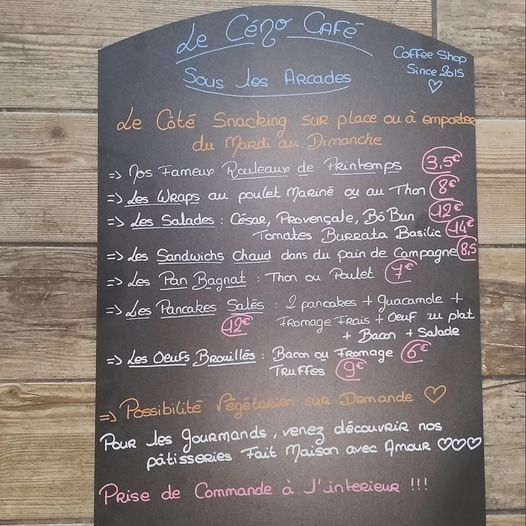 Le Céno Café
Coffee Shop
Since 2015
Sous les Arcades
Le Côté Snacking sur place ou à emporter
du Mardi au Dimanche
=> Nos Fameux Rouleaux de Printemps 3,5€
=> Les Wraps au poulet Mariné ou au Thon 8€
=> Les Salades : César, Provençale, Bô Bun 12€
Tomates Burrata Basilic 14€
=> Les Sandwichs Chaud dans du pain de Campagne 8,5
=> Les Pan Bagnat : Thon ou Poulet 7€
=> Les Pancakes Salés : 2 pancakes + guacamole +
12€ Fromage Frais + Oeuf au plat
+ Bacon + Salade
=> Les Oeufs Brouillés : Bacon ou Fromage 6€
Truffes 9€
=> Possibilité Végétarien sur Demande
Pour les gourmands, venez découvrir nos
pâtisseries Fait Maison avec Amour
Prise de Commande à l'interieur !!!